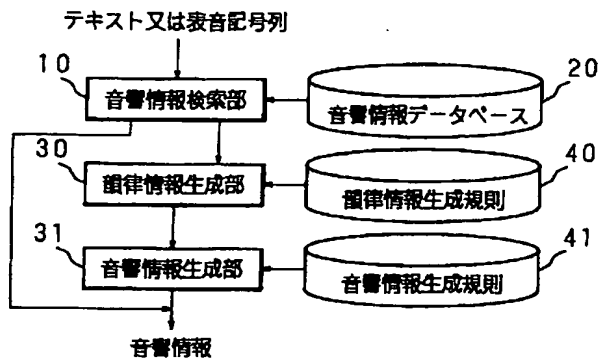 テキスト又は表音記号列
10
20
音響情報検索部
音響情報データベース
30
40
韻律情報生成部
韻律情報生成規則
31
41
音響情報生成部
音響情報生成規則
音響情報